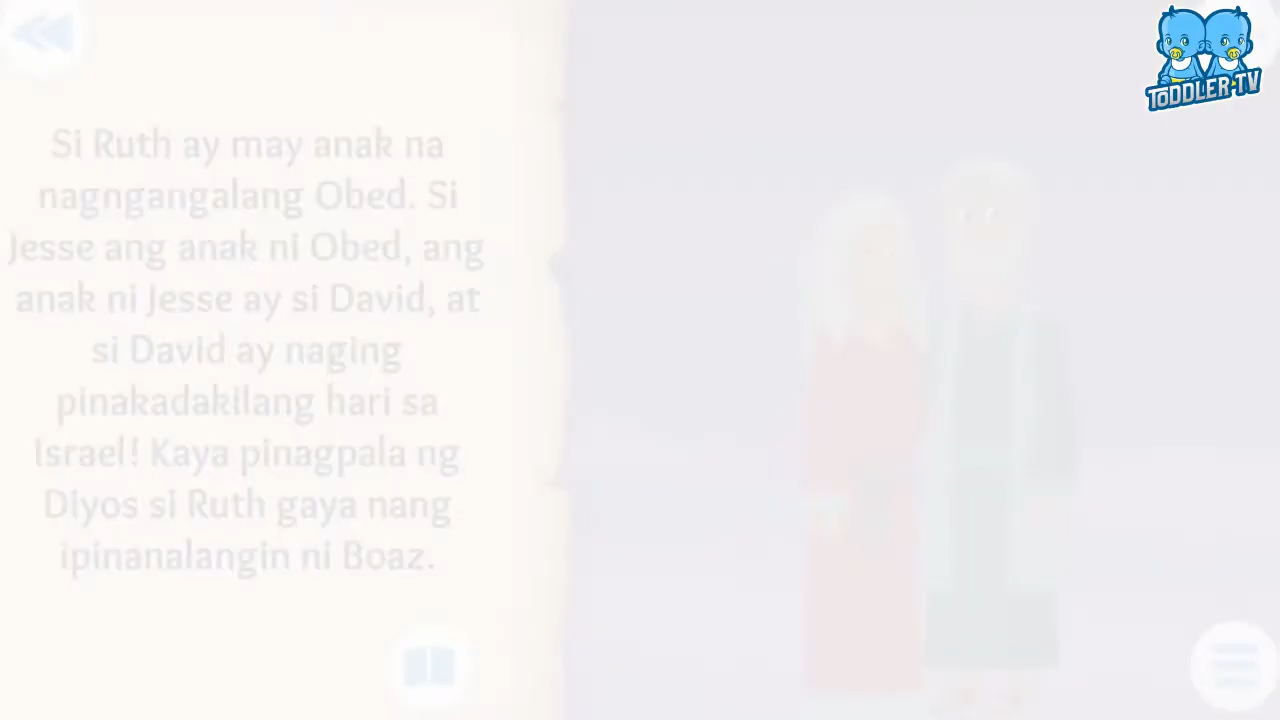 TODDLER-TV
Si Ruth ay may anak na
nagngangalang Obed. Si
Jesse ang anak ni Obed, ang
anak ni Jesse ay si David, at
si David ay naging
pinakadakilang hari sa
Israel! Kaya pinagpala ng
Diyos si Ruth gaya nang
ipinanalangin ni Boaz.